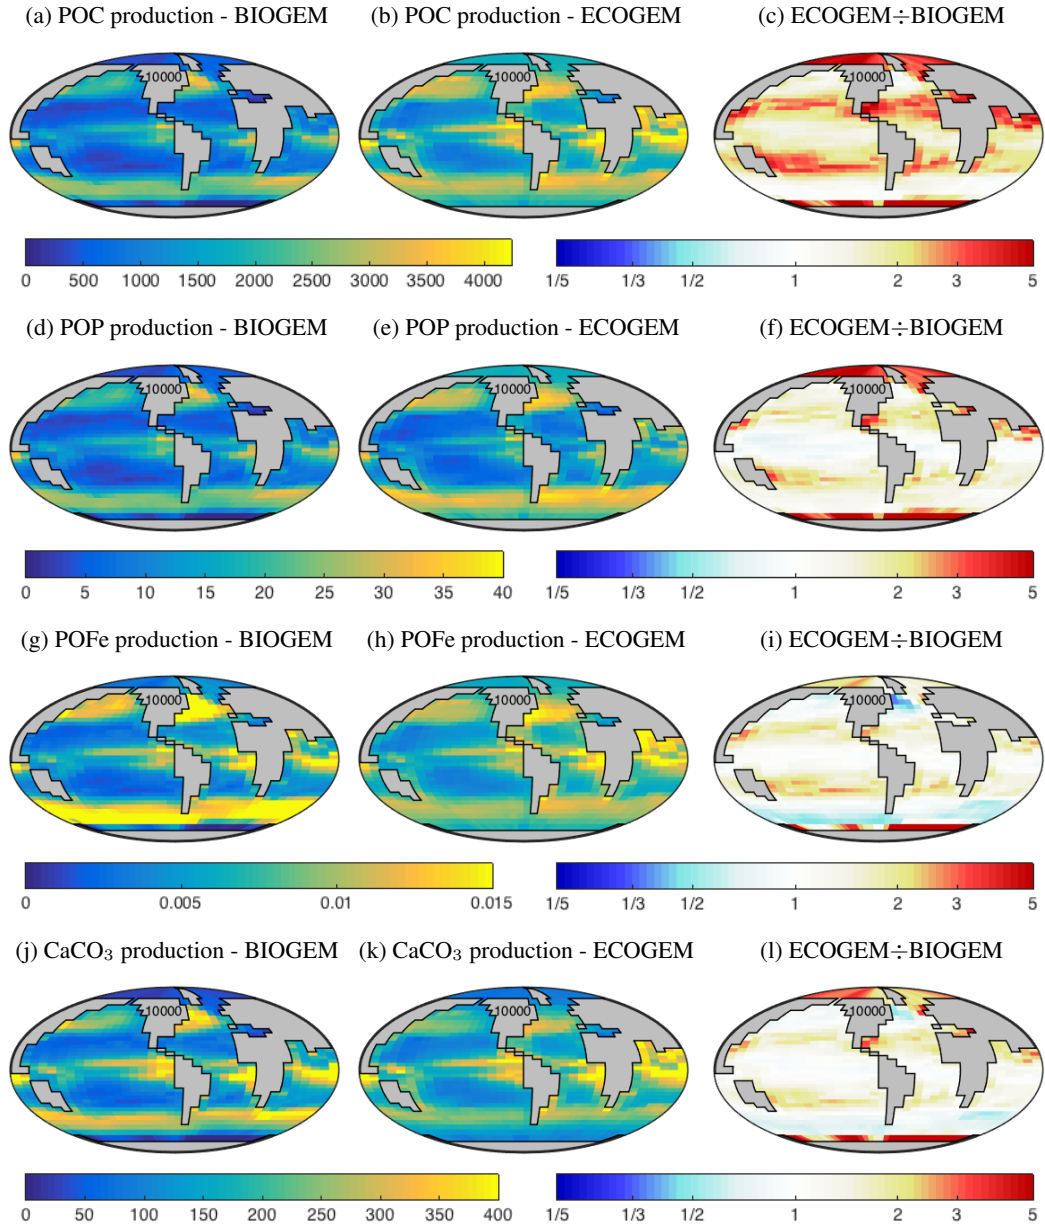 (a) POC production - BIOGEM (b) POC production - ECOGEM (c) ECOGEM÷BIOGEM
10000 10000 10000
0 500 1000 1500 2000 2500 3000 3500 4000 1/5 1/3 1/2 1 2 3 5
(d) POP production - BIOGEM (e) POP production - ECOGEM (f) ECOGEM÷BIOGEM
10000 10000 10000
0 5 10 15 20 25 30 35 40 1/5 1/3 1/2 1 2 3 5
(g) POFe production - BIOGEM (h) POFe production - ECOGEM (i) ECOGEM÷BIOGEM
10000 10000 10000
0 0.005 0.01 0.015 1/5 1/3 1/2 1 2 3 5
(j) CaCO₃ production - BIOGEM (k) CaCO₃ production - ECOGEM (l) ECOGEM÷BIOGEM
10000 10000 10000
0 50 100 150 200 250 300 350 400 1/5 1/3 1/2 1 2 3 5